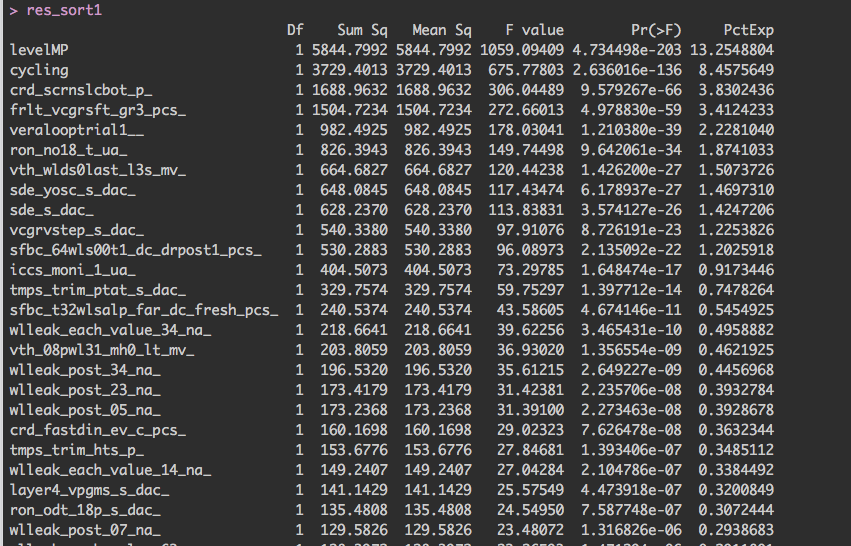 > res_sort1
Df Sum Sq Mean Sq F value Pr(>F) PctExp
levelMP 1 5844.7992 5844.7992 1059.09409 4.734498e-203 13.2548804
cycling 1 3729.4013 3729.4013 675.77803 2.636016e-136 8.4575649
crd_scrnslcbot_p_ 1 1688.9632 1688.9632 306.04489 9.579267e-66 3.8302436
frlt_vcgrsft_gr3_pcs_ 1 1504.7234 1504.7234 272.66013 4.978830e-59 3.4124233
veralooptrial1__ 1 982.4925 982.4925 178.03041 1.210380e-39 2.2281040
ron_no18_t_ua_ 1 826.3943 826.3943 149.74498 9.642061e-34 1.8741033
vth_wlds0last_l3s_mv_ 1 664.6827 664.6827 120.44238 1.426200e-27 1.5073726
sde_yosc_s_dac_ 1 648.0845 648.0845 117.43474 6.178937e-27 1.4697310
sde_s_dac_ 1 628.2370 628.2370 113.83831 3.574127e-26 1.4247206
vcgrvstep_s_dac_ 1 540.3380 540.3380 97.91076 8.726191e-23 1.2253826
sfbc_64wls00t1_dc_drpost1_pcs_ 1 530.2883 530.2883 96.08973 2.135092e-22 1.2025918
iccs_moni_1_ua_ 1 404.5073 404.5073 73.29785 1.648474e-17 0.9173446
tmps_trim_ptat_s_dac_ 1 329.7574 329.7574 59.75297 1.397712e-14 0.7478264
sfbc_t32wlsalp_far_dc_fresh_pcs_ 1 240.5374 240.5374 43.58605 4.674146e-11 0.5454925
wlleak_each_value_34_na_ 1 218.6641 218.6641 39.62256 3.465431e-10 0.4958882
vth_08pwl31_mh0_lt_mv_ 1 203.8059 203.8059 36.93020 1.356554e-09 0.4621925
wlleak_post_34_na_ 1 196.5320 196.5320 35.61215 2.649227e-09 0.4456968
wlleak_post_23_na_ 1 173.4179 173.4179 31.42381 2.235706e-08 0.3932784
wlleak_post_05_na_ 1 173.2368 173.2368 31.39100 2.273463e-08 0.3928678
crd_fastdin_ev_c_pcs_ 1 160.1698 160.1698 29.02323 7.626478e-08 0.3632344
tmps_trim_hts_p_ 1 153.6776 153.6776 27.84681 1.393406e-07 0.3485112
wlleak_each_value_14_na_ 1 149.2407 149.2407 27.04284 2.104786e-07 0.3384492
layer4_vpgms_s_dac_ 1 141.1429 141.1429 25.57549 4.473918e-07 0.3200849
ron_odt_18p_s_dac_ 1 135.4808 135.4808 24.54950 7.587748e-07 0.3072444
wlleak_post_07_na_ 1 129.5826 129.5826 23.48072 1.316826e-06 0.2938683